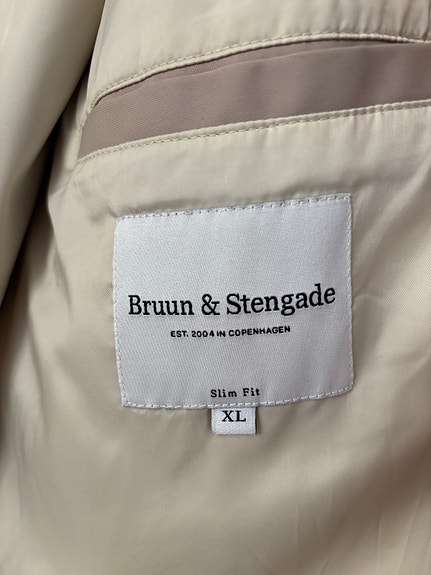 Bruun & Stengade
EST. 2004 IN COPENHAGEN
Slim Fit
XL